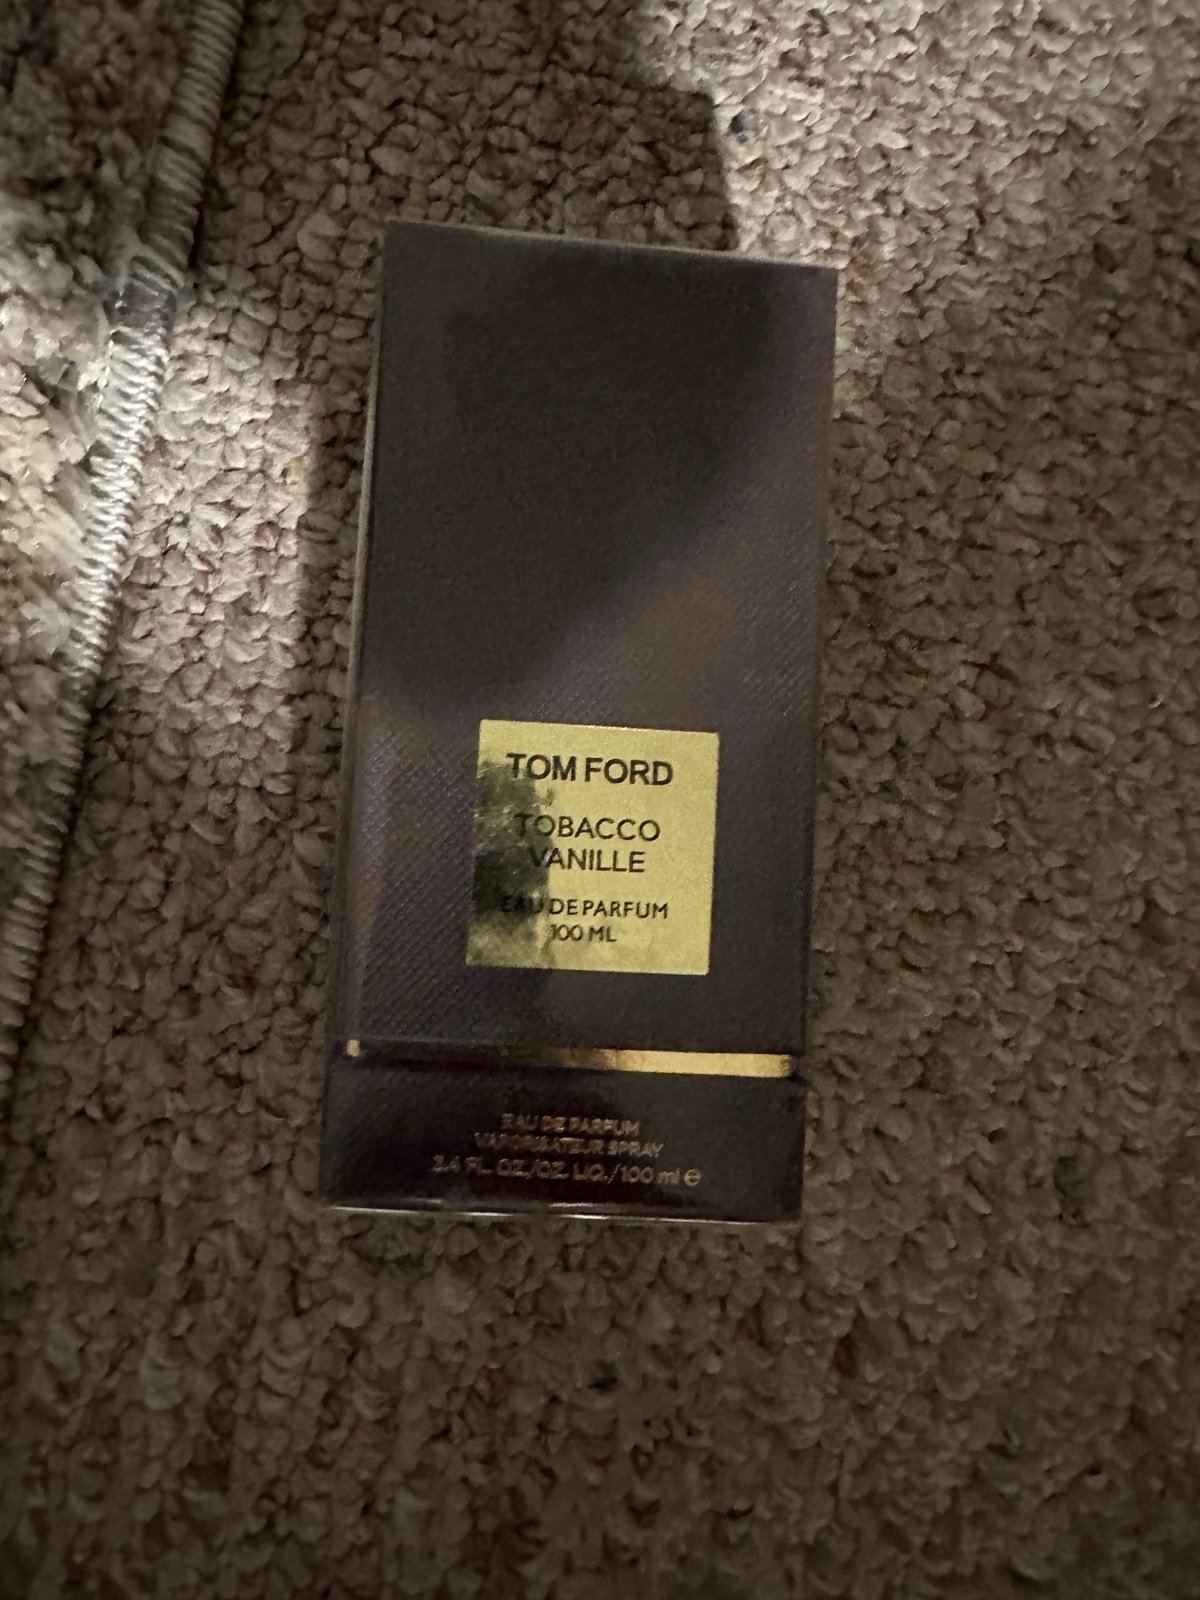 TOM FORD
TOBACCO
VANILLE
EAU DE PARFUM
100 ML
EAU DE PARFUM
VAPORISATEUR SPRAY
3.4 FL. OZ./OZ. LIQ./100 ml ℮